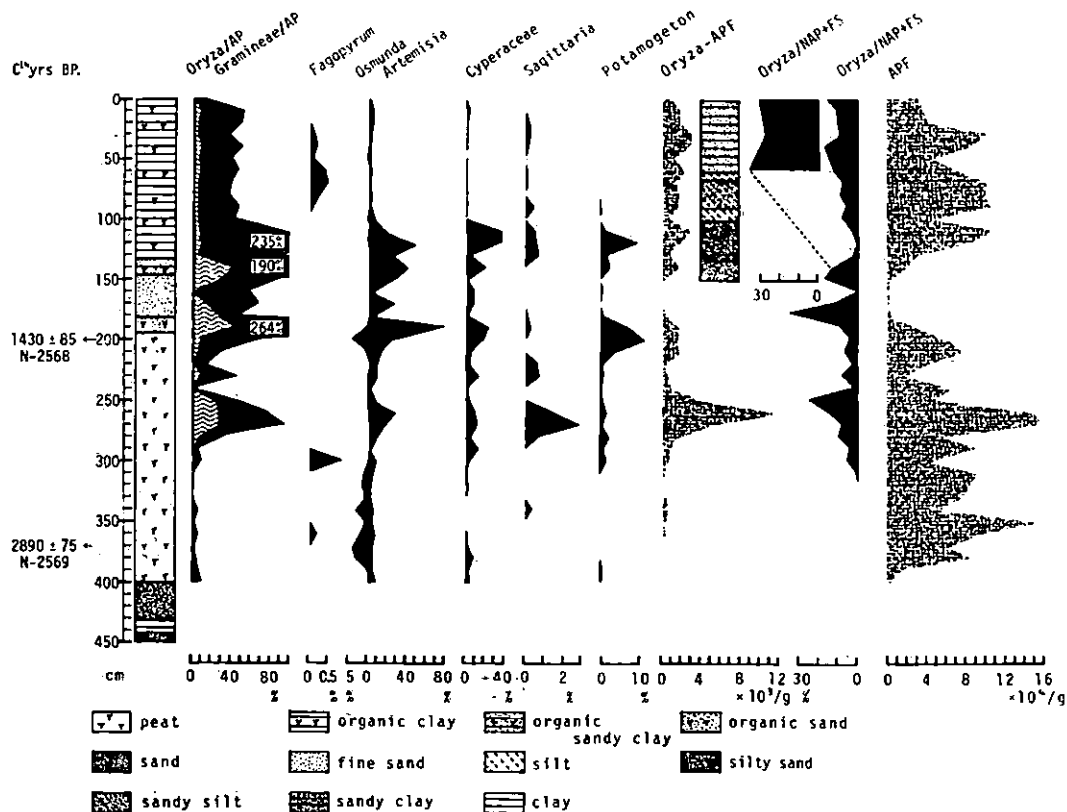 C¹⁴yrs BP.
Oryza/AP
Gramineae/AP
Fagopyrum
Osmunda
Artemisia
Cyperaceae
Sagittaria
Potamogeton
Oryza-APF
Oryza/NAP+FS
Oryza/NAP+FS
APF
0
50
100
150
200
250
300
350
400
450
cm
1430 ± 85
N-2568
2890 ± 75
N-2569
235%
190%
264%
30 0
0 40 80
%
0 0.5
%
5 0 40 80
% %
0 40
%
0 2
%
0 10
%
0 4 8 12
×10³/g
30 0
%
0 4 8 12 16
×10⁴/g
peat
organic clay
organic
sandy clay
organic sand
sand
fine sand
silt
silty sand
sandy silt
sandy clay
clay